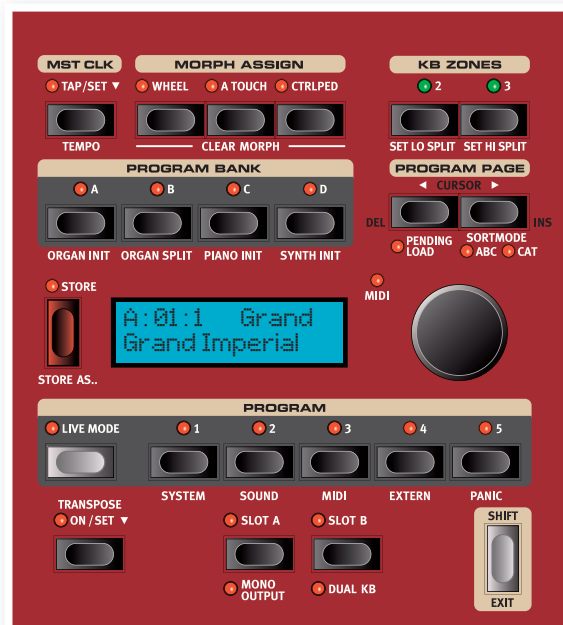 MST CLK
MORPH ASSIGN
KB ZONES
TAP/SET ▼
WHEEL
A TOUCH
CTRLPED
2
3
TEMPO
CLEAR MORPH
SET LO SPLIT
SET HI SPLIT
PROGRAM BANK
PROGRAM PAGE
A
B
C
D
◄ CURSOR ►
DEL
INS
ORGAN INIT
ORGAN SPLIT
PIANO INIT
SYNTH INIT
PENDING
LOAD
SORTMODE
ABC
CAT
STORE
MIDI
A:01:1 Grand
Grand Imperial
STORE AS..
PROGRAM
LIVE MODE
1
2
3
4
5
SYSTEM
SOUND
MIDI
EXTERN
PANIC
TRANSPOSE
ON/SET ▼
SLOT A
SLOT B
SHIFT
MONO
OUTPUT
DUAL KB
EXIT